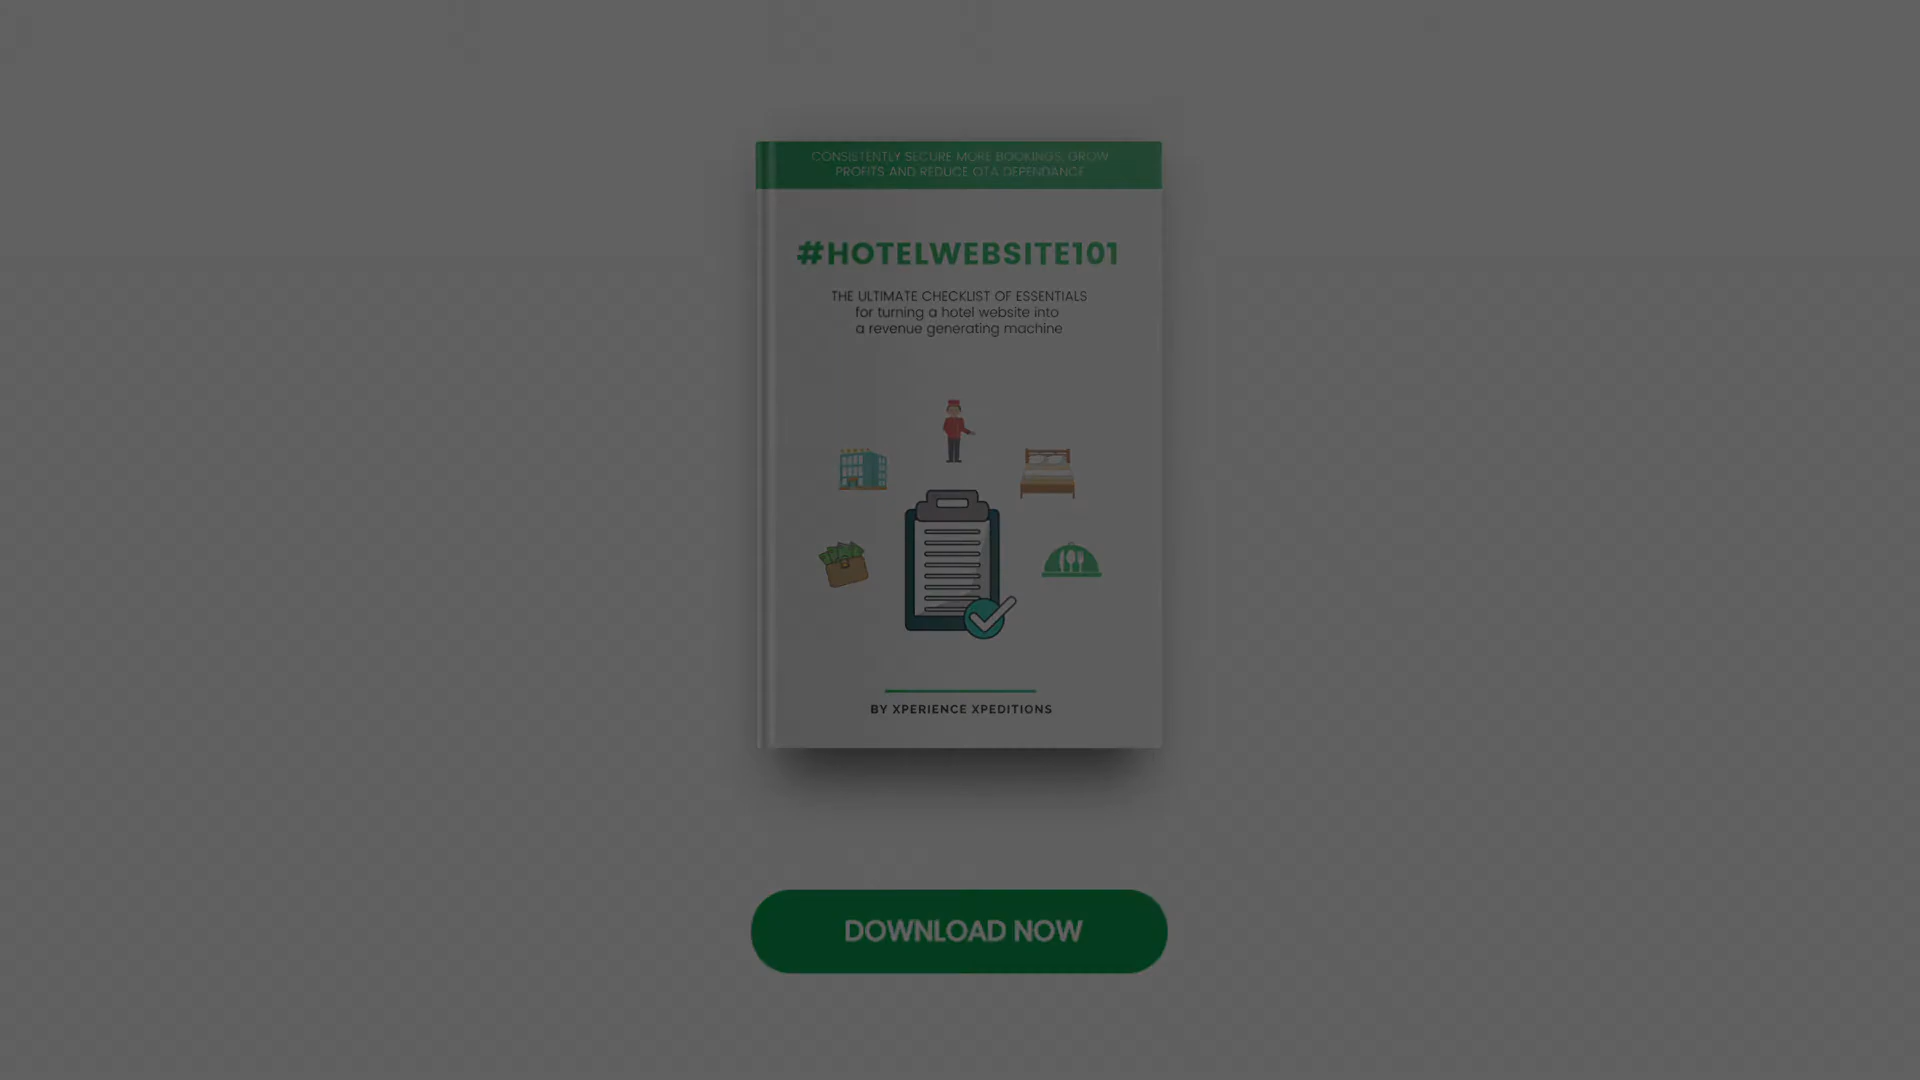 CONSISTENTLY SECURE MORE BOOKINGS, GROW
PROFITS AND REDUCE OTA DEPENDANCE
#HOTELWEBSITE101
THE ULTIMATE CHECKLIST OF ESSENTIALS
for turning a hotel website into
a revenue generating machine
BY XPERIENCE XPEDITIONS
DOWNLOAD NOW